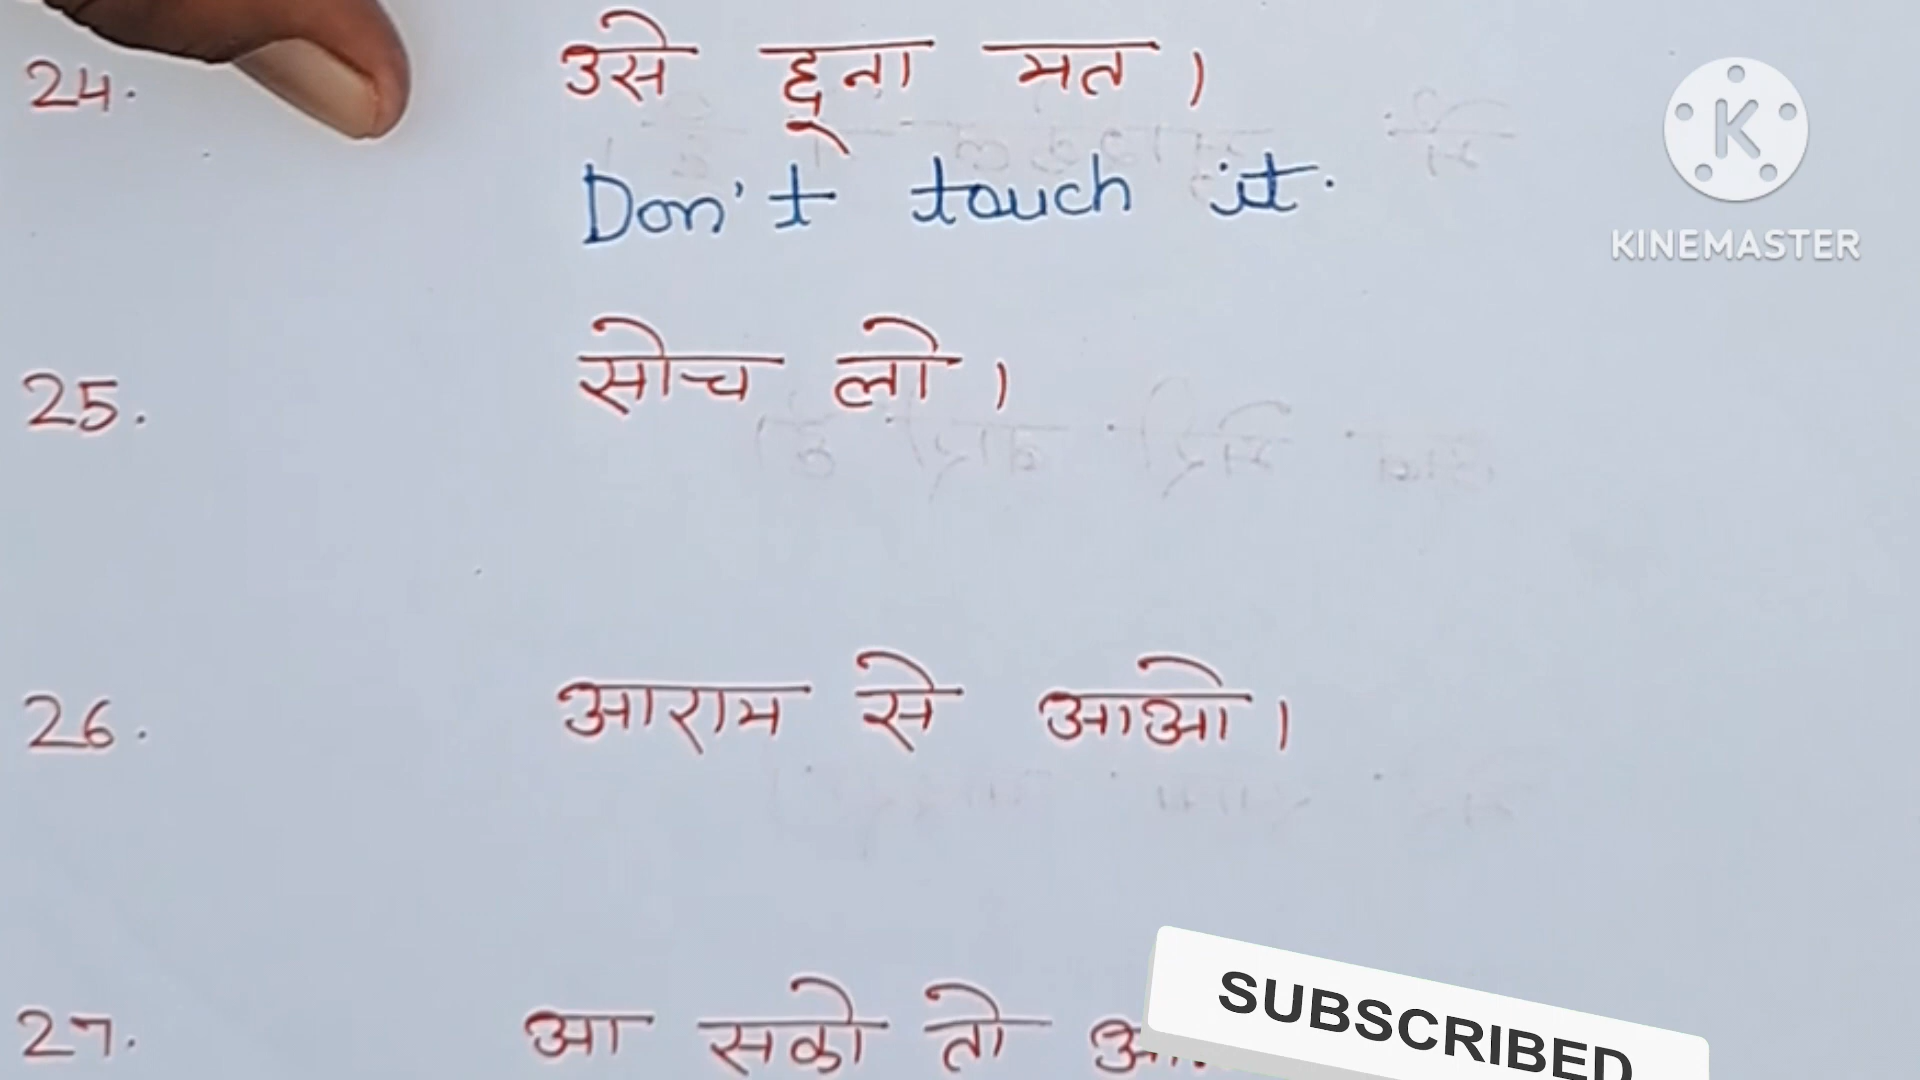 24. उसे छूना मत।
Don't touch it.
25. सोच लो।
26. आराम से आओ।
27. आ सको तो
KINEMASTER
SUBSCRIBED